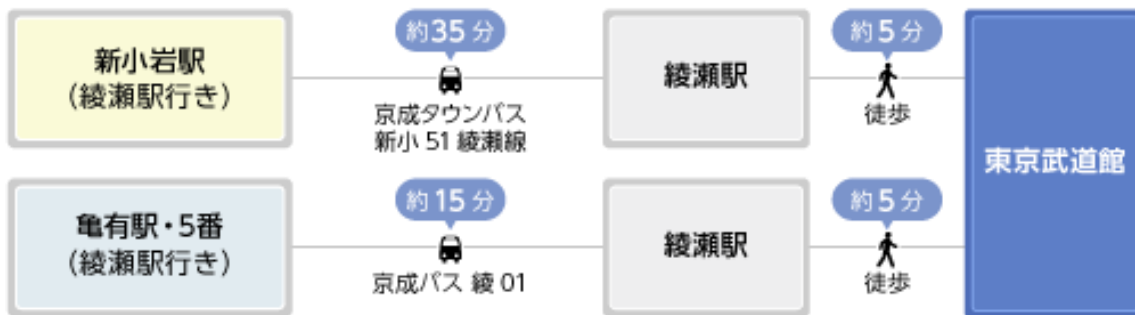 新小岩駅
(綾瀬駅行き)
約35分
京成タウンバス
新小 51 綾瀬線
綾瀬駅
約5分
徒歩
東京武道館
亀有駅・5番
(綾瀬駅行き)
約15分
京成バス 綾 01
綾瀬駅
約5分
徒歩